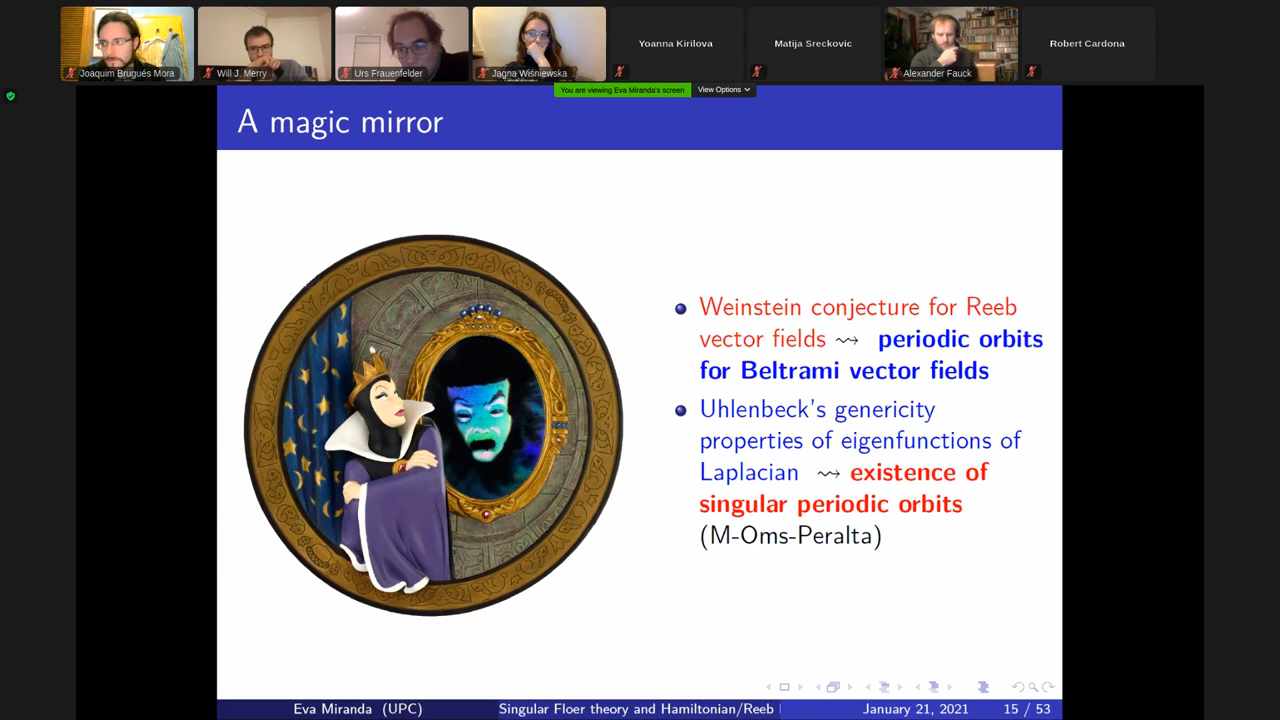 Joaquim Brugués Mora
Will J. Merry
Urs Frauenfelder
Jagna Wiśniewska
Yoanna Kirilova
Matija Sreckovic
Alexander Fauck
Robert Cardona
You are viewing Eva Miranda's screen
View Options
A magic mirror
Weinstein conjecture for Reeb
vector fields ⇝ periodic orbits
for Beltrami vector fields
Uhlenbeck's genericity
properties of eigenfunctions of
Laplacian ⇝ existence of
singular periodic orbits
(M-Oms-Peralta)
Eva Miranda (UPC)
Singular Floer theory and Hamiltonian/Reeb
January 21, 2021
15 / 53